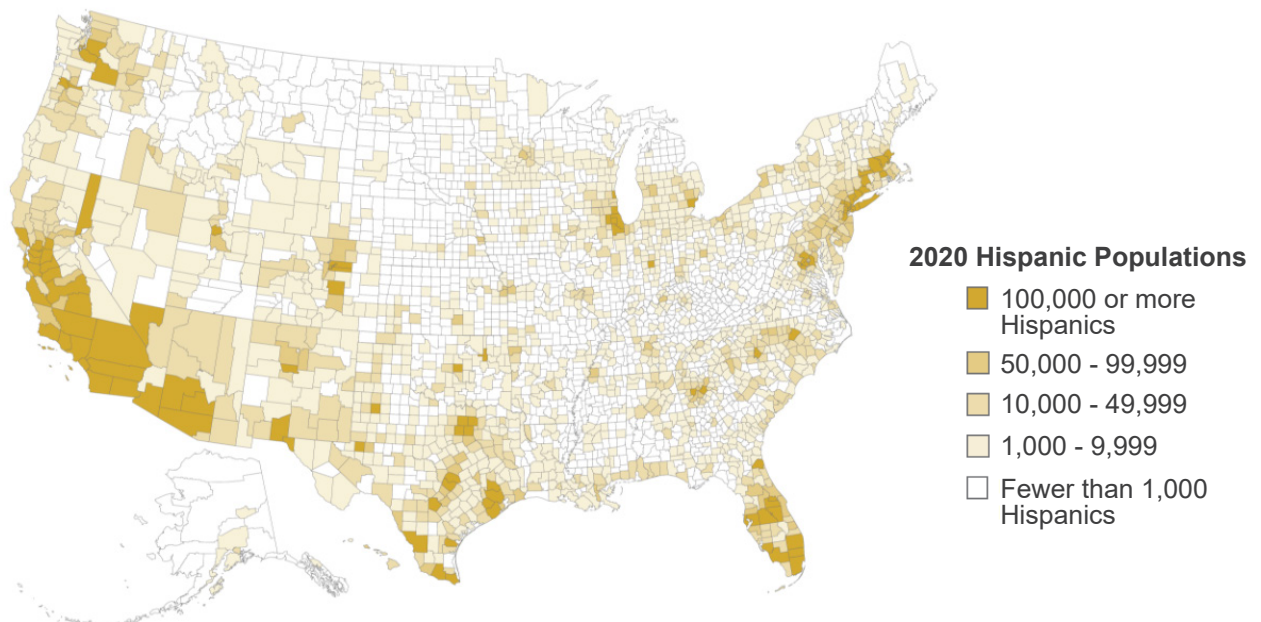 2020 Hispanic Populations
100,000 or more
Hispanics
50,000 - 99,999
10,000 - 49,999
1,000 - 9,999
Fewer than 1,000
Hispanics